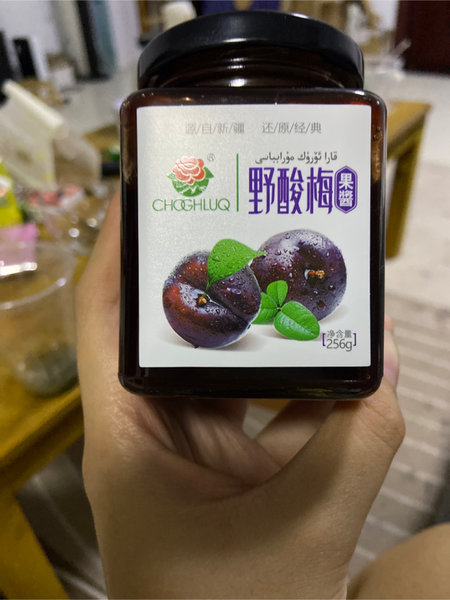 源自新疆 还原经典
®
CHOGHLUQ
قارا ئۆرۈك مۇراببىسى
野酸梅
果酱
净含量
[256g]